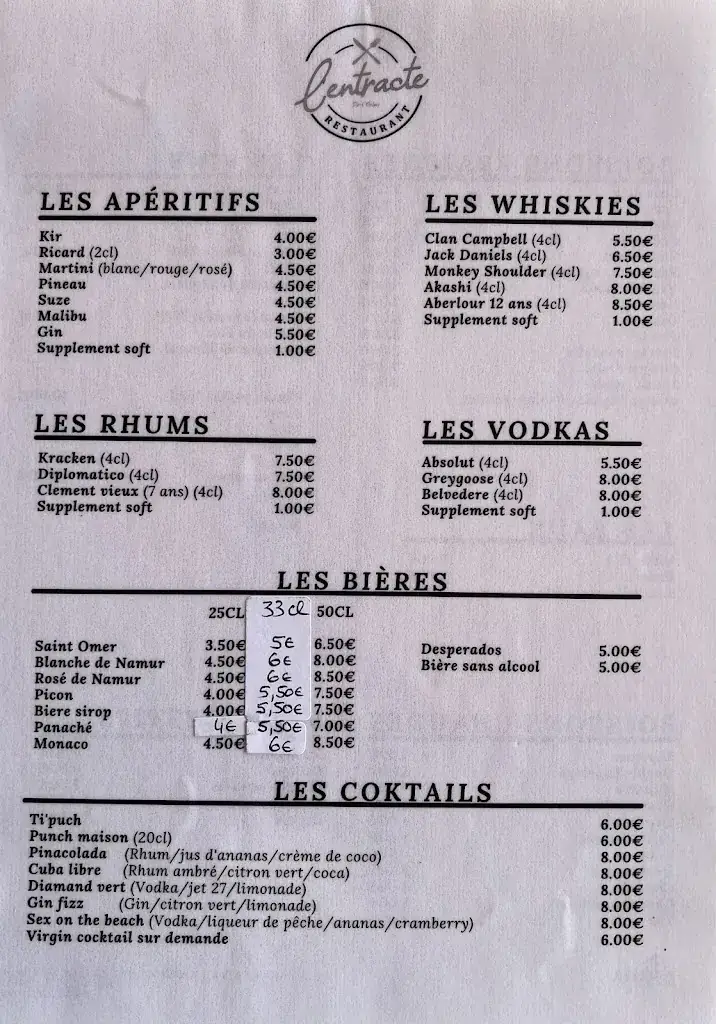 Lentracte
RESTAURANT
LES APÉRITIFS
Kir 4.00€
Ricard (2cl) 3.00€
Martini (blanc/rouge/rosé) 4.50€
Pineau 4.50€
Suze 4.50€
Malibu 4.50€
Gin 5.50€
Supplement soft 1.00€
LES WHISKIES
Clan Campbell (4cl) 5.50€
Jack Daniels (4cl) 6.50€
Monkey Shoulder (4cl) 7.50€
Akashi (4cl) 8.00€
Aberlour 12 ans (4cl) 8.50€
Supplement soft 1.00€
LES RHUMS
Kracken (4cl) 7.50€
Diplomatico (4cl) 7.50€
Clement vieux (7 ans) (4cl) 8.00€
Supplement soft 1.00€
LES VODKAS
Absolut (4cl) 5.50€
Greygoose (4cl) 8.00€
Belvedere (4cl) 8.00€
Supplement soft 1.00€
LES BIÈRES
25CL 33cl 50CL
Saint Omer 3.50€ 5€ 6.50€
Blanche de Namur 4.50€ 6€ 8.00€
Rosé de Namur 4.50€ 6€ 8.50€
Picon 4.00€ 5,50€ 7.50€
Biere sirop 4.00€ 5,50€ 7.50€
Panaché 4€ 5,50€ 7.00€
Monaco 4.50€ 6€ 8.50€
Desperados 5.00€
Bière sans alcool 5.00€
LES COKTAILS
Ti'puch 6.00€
Punch maison (20cl) 6.00€
Pinacolada (Rhum/jus d'ananas/crème de coco) 8.00€
Cuba libre (Rhum ambré/citron vert/coca) 8.00€
Diamand vert (Vodka/jet 27/limonade) 8.00€
Gin fizz (Gin/citron vert/limonade) 8.00€
Sex on the beach (Vodka/liqueur de pêche/ananas/cramberry) 8.00€
Virgin cocktail sur demande 6.00€